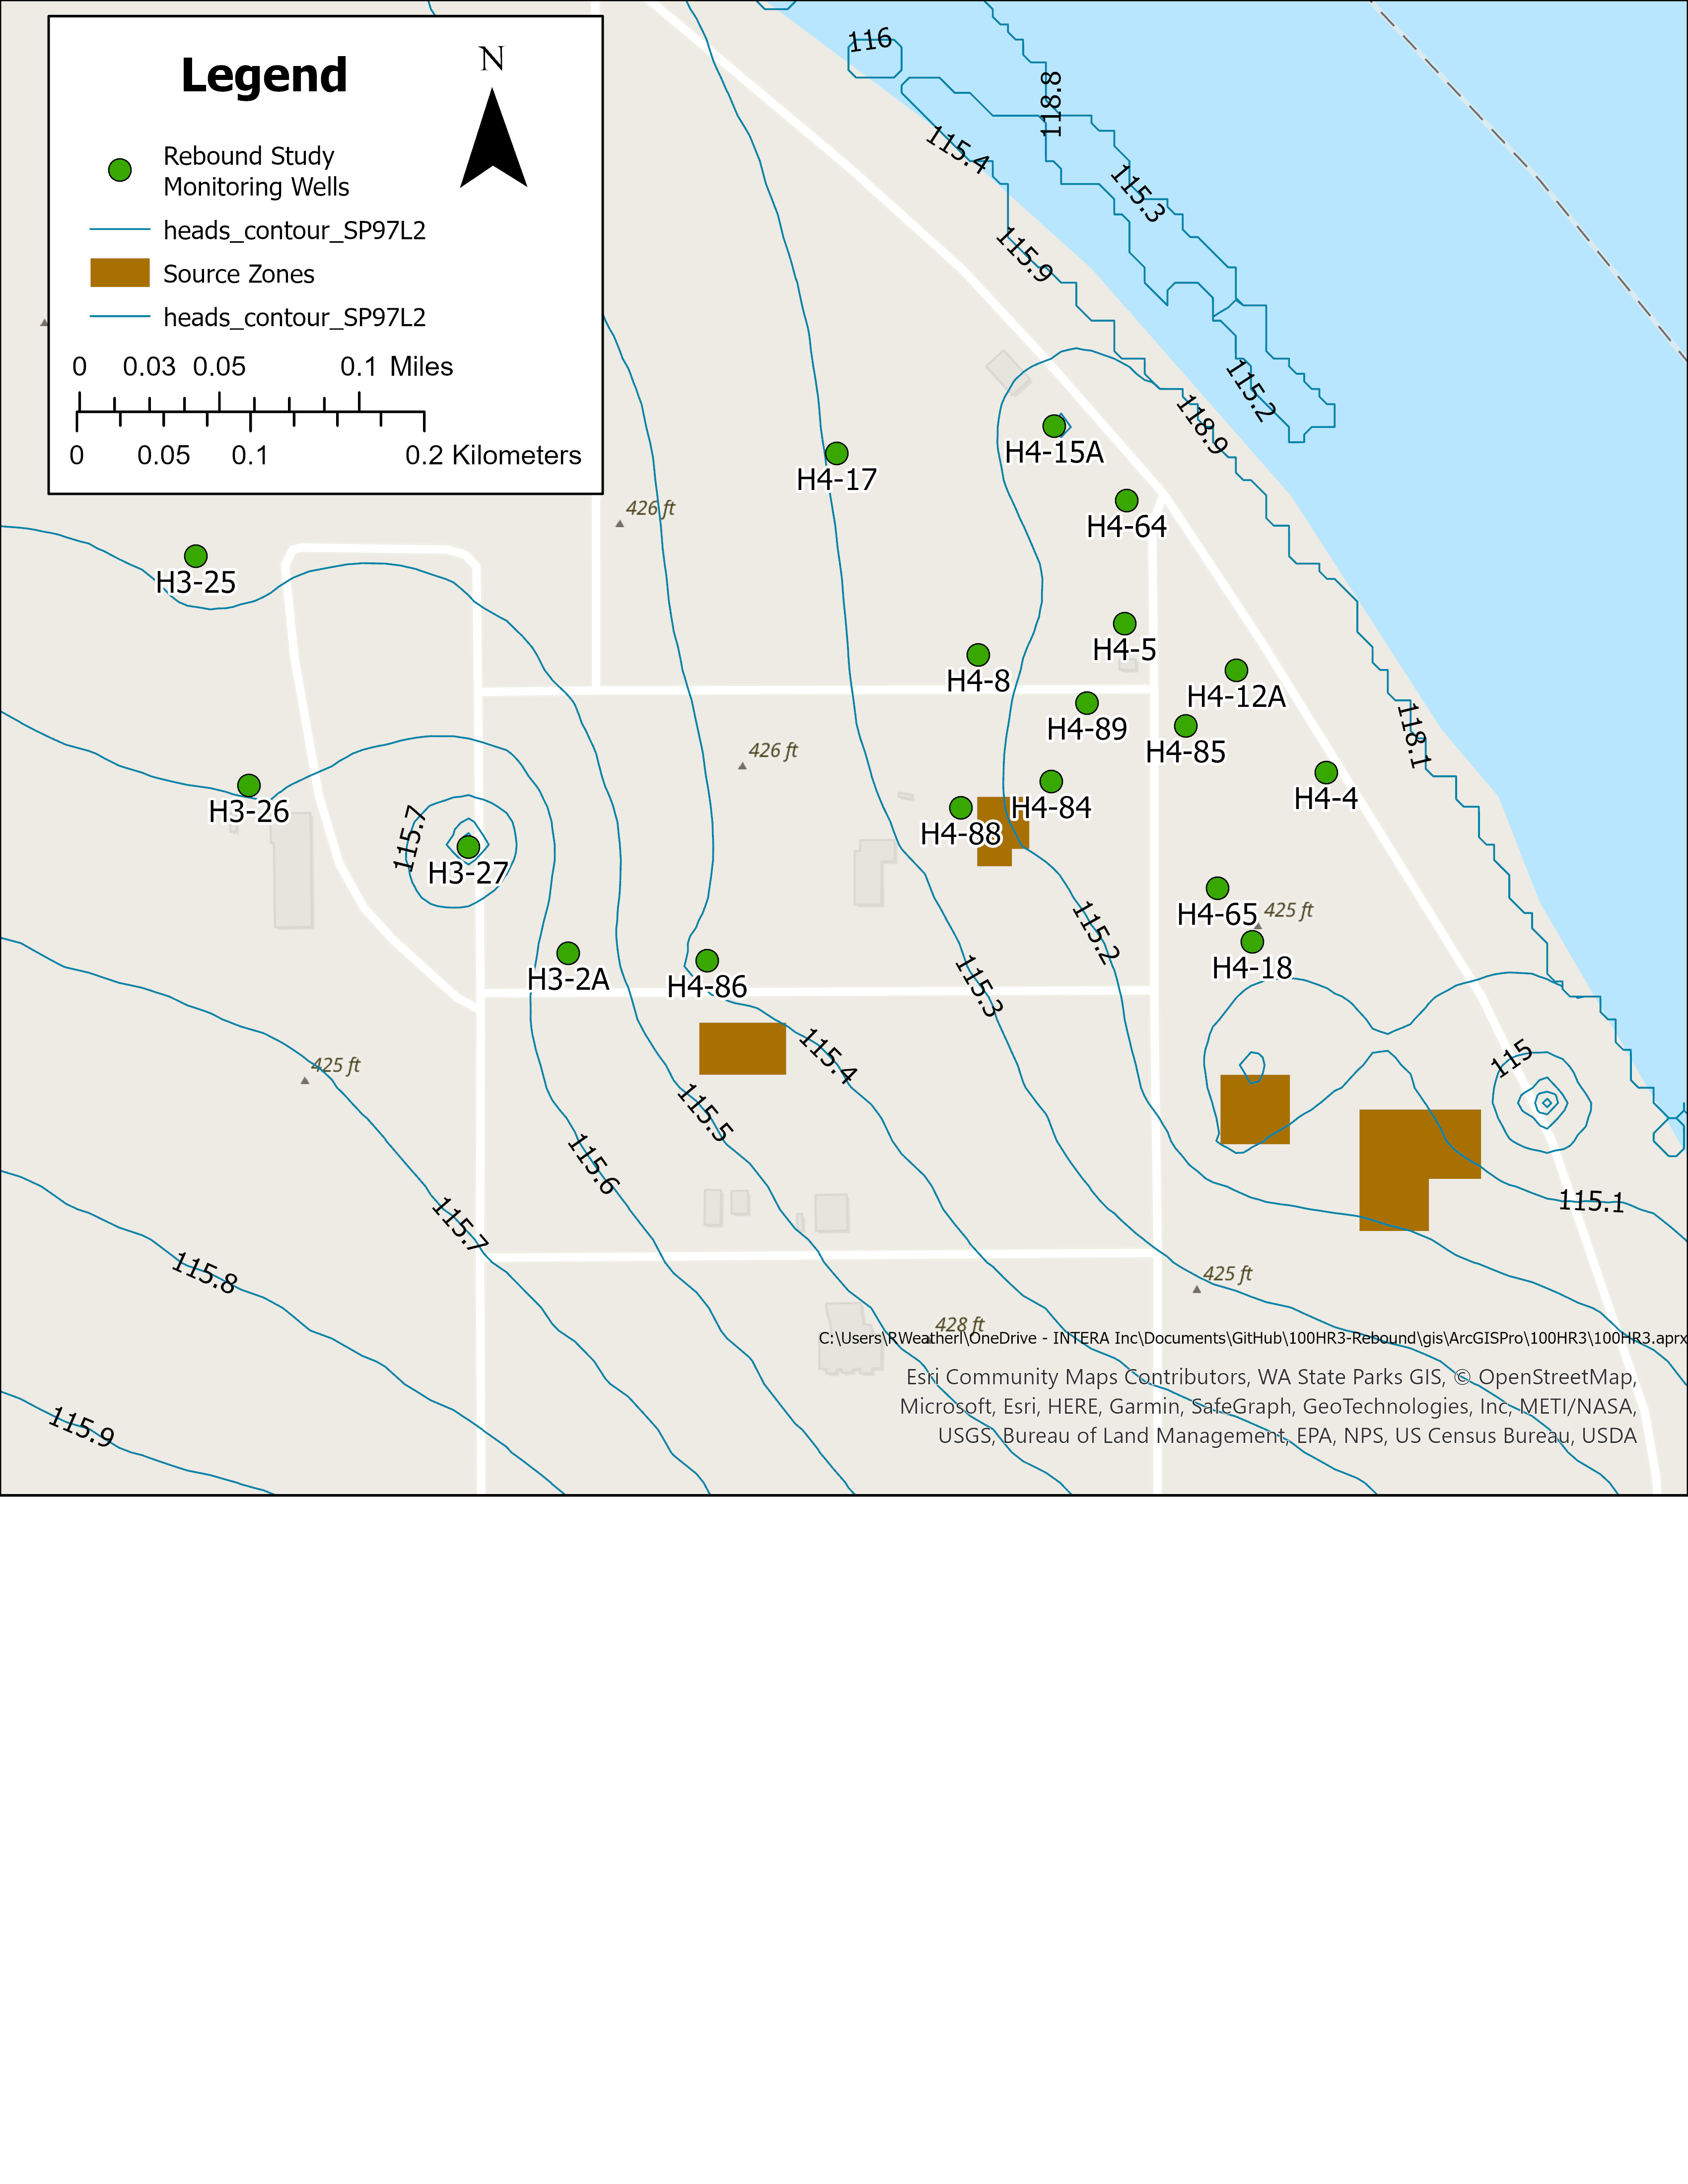 Legend
N
Rebound Study
Monitoring Wells
heads_contour_SP97L2
Source Zones
heads_contour_SP97L2
0 0.03 0.05 0.1 Miles
0 0.05 0.1 0.2 Kilometers
116
118.8
115.4
115.3
115.9
115.2
118.9
H4-15A
H4-17
426 ft
H4-64
H3-25
H4-5
H4-8
H4-12A
H4-89
118.1
H4-85
426 ft
H4-4
H3-26
H4-84
115.7
H4-88
H3-27
H4-65
425 ft
115.2
H4-18
H3-2A
H4-86
115.3
115.4
115
425 ft
115.5
115.6
115.1
115.7
115.8
425 ft
428 ft
C:\Users\RWeatherl\OneDrive - INTERA Inc\Documents\GitHub\100HR3-Rebound\gis\ArcGISPro\100HR3\100HR3.aprx
115.9
Esri Community Maps Contributors, WA State Parks GIS, © OpenStreetMap,
Microsoft, Esri, HERE, Garmin, SafeGraph, GeoTechnologies, Inc, METI/NASA,
USGS, Bureau of Land Management, EPA, NPS, US Census Bureau, USDA